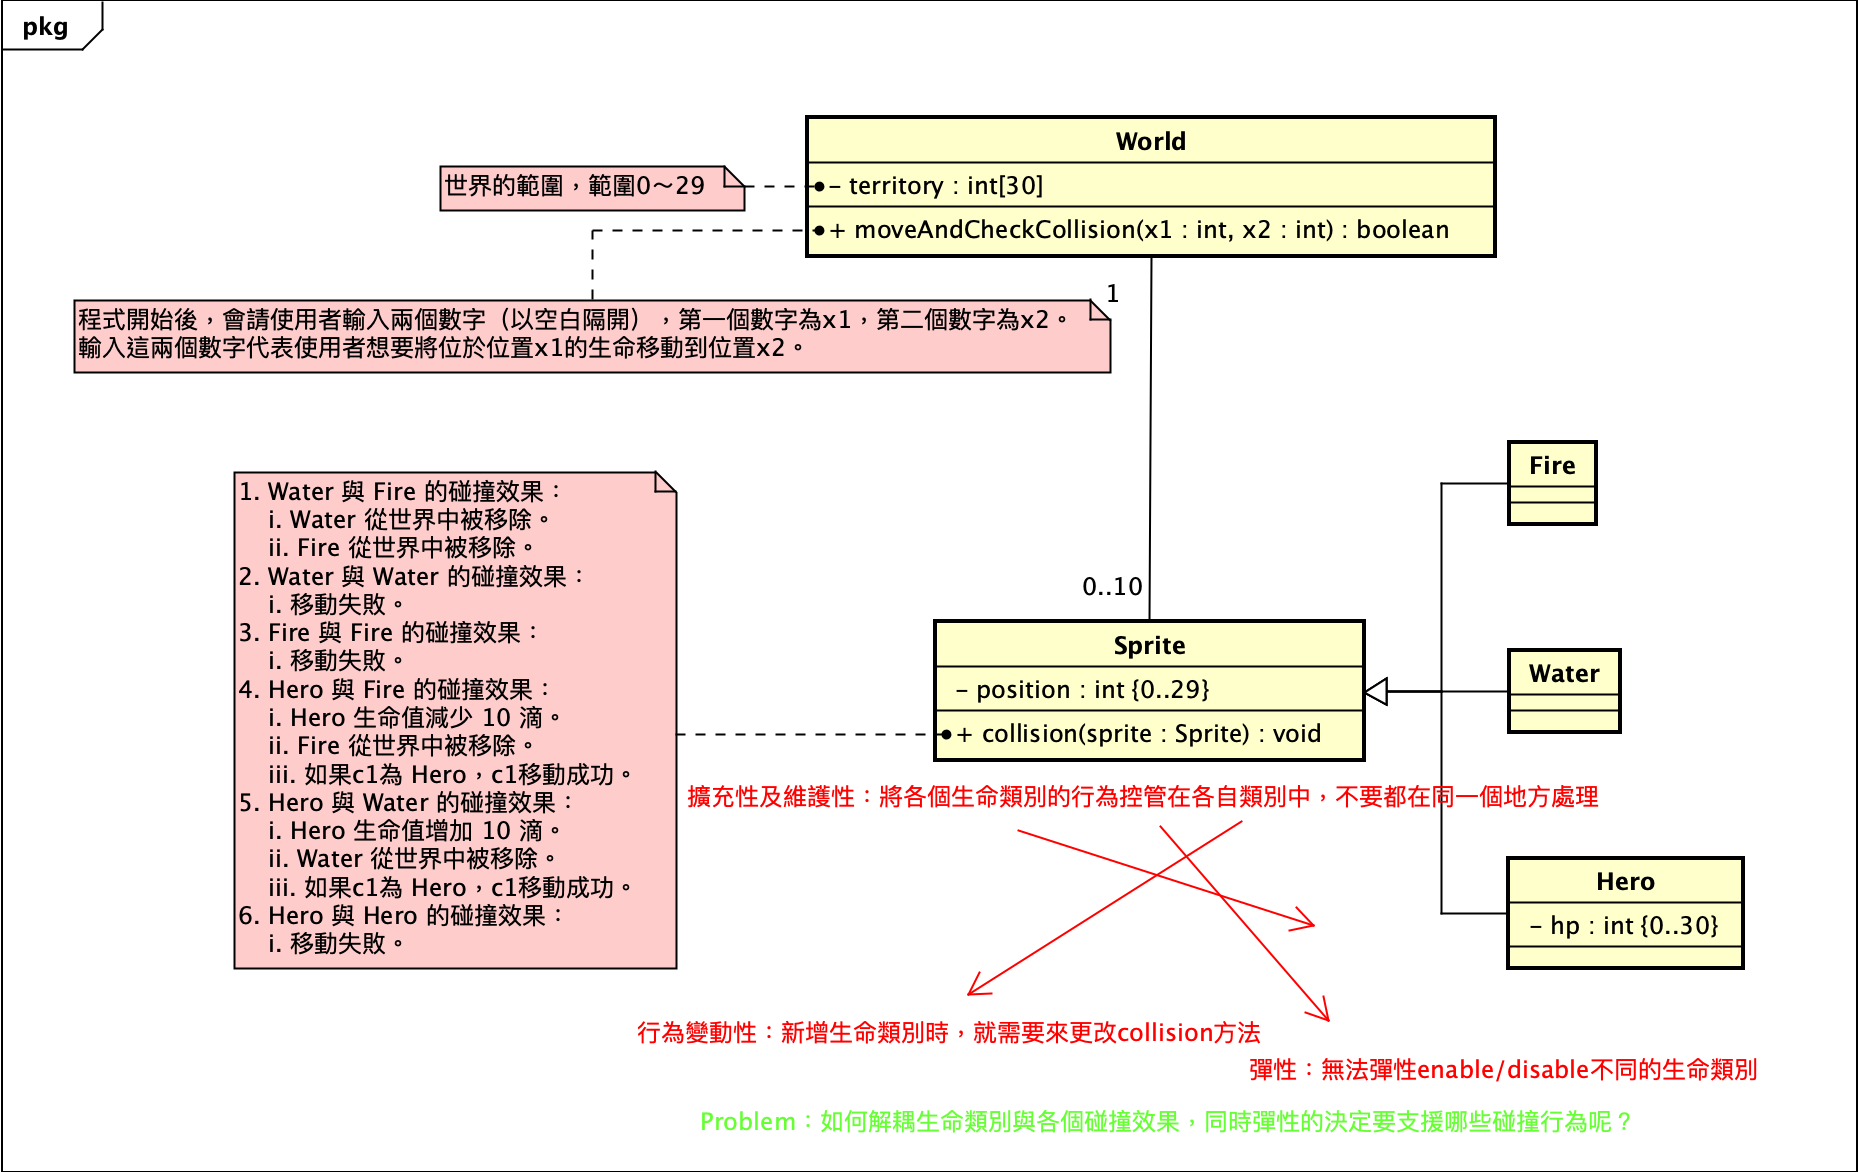 pkg
World
世界的範圍，範圍0～29
- territory : int[30]
+ moveAndCheckCollision(x1 : int, x2 : int) : boolean
1
程式開始後，會請使用者輸入兩個數字（以空白隔開），第一個數字為x1，第二個數字為x2。
輸入這兩個數字代表使用者想要將位於位置x1的生命移動到位置x2。
Fire
1. Water 與 Fire 的碰撞效果：
i. Water 從世界中被移除。
ii. Fire 從世界中被移除。
2. Water 與 Water 的碰撞效果：
i. 移動失敗。
3. Fire 與 Fire 的碰撞效果：
i. 移動失敗。
4. Hero 與 Fire 的碰撞效果：
i. Hero 生命值減少 10 滴。
ii. Fire 從世界中被移除。
iii. 如果c1為 Hero，c1移動成功。
5. Hero 與 Water 的碰撞效果：
i. Hero 生命值增加 10 滴。
ii. Water 從世界中被移除。
iii. 如果c1為 Hero，c1移動成功。
6. Hero 與 Hero 的碰撞效果：
i. 移動失敗。
0..10
Sprite
- position : int {0..29}
+ collision(sprite : Sprite) : void
Water
擴充性及維護性：將各個生命類別的行為控管在各自類別中，不要都在同一個地方處理
Hero
- hp : int {0..30}
行為變動性：新增生命類別時，就需要來更改collision方法
彈性：無法彈性enable/disable不同的生命類別
Problem：如何解耦生命類別與各個碰撞效果，同時彈性的決定要支援哪些碰撞行為呢？